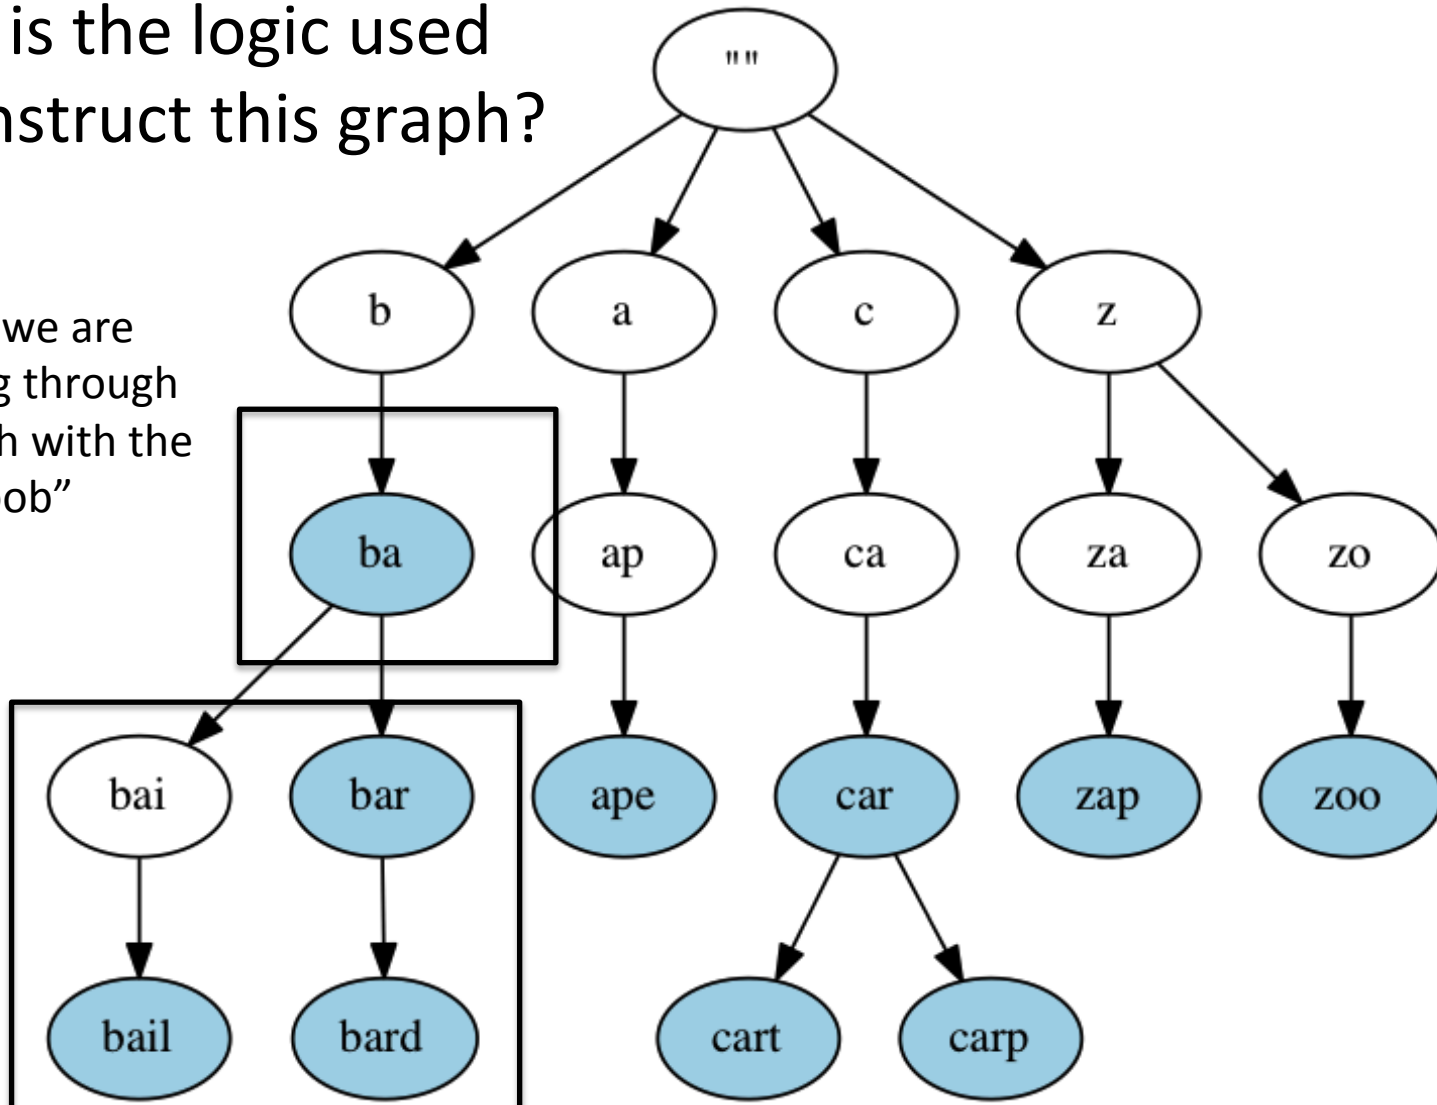 is the logic used
nstruct this graph?
""
b a c z
we are
g through
h with the
ob”
ba ap ca za zo
bai bar ape car zap zoo
bail bard cart carp